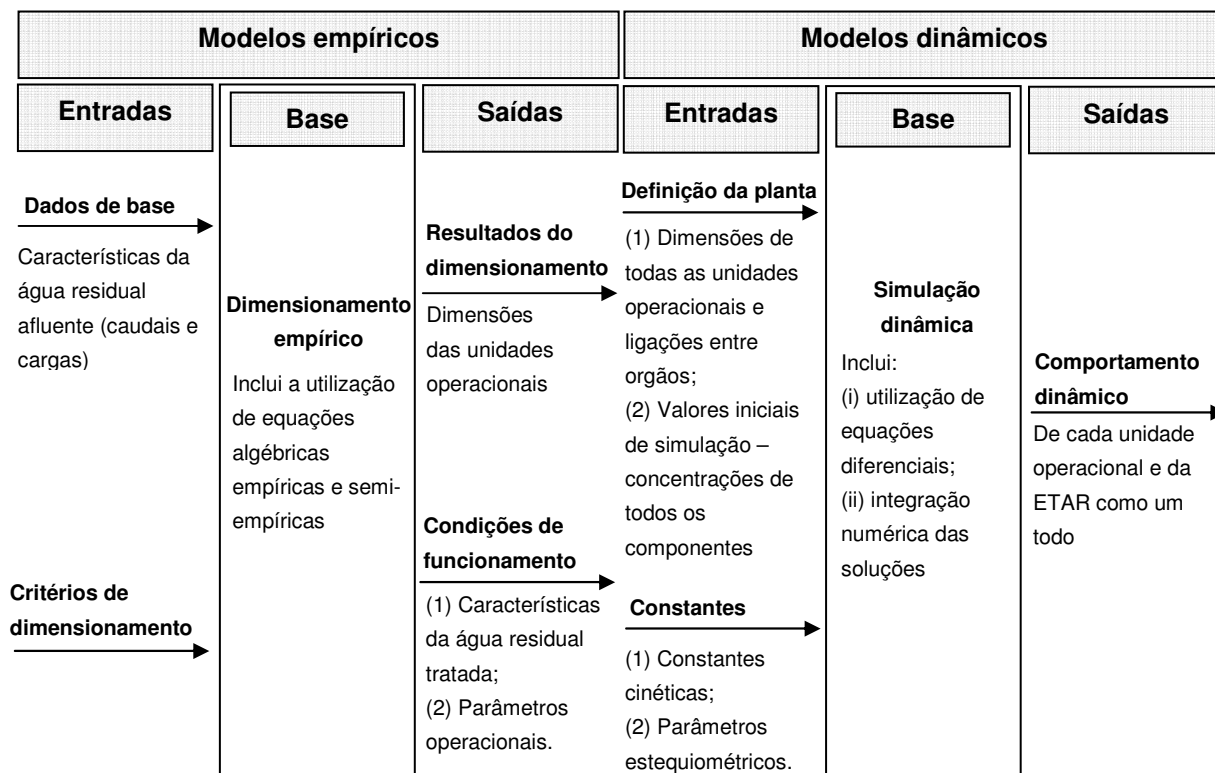 Modelos empíricos
Modelos dinâmicos
Entradas
Base
Saídas
Entradas
Base
Saídas
Dados de base
Características da
água residual
afluente (caudais e
cargas)
Critérios de
dimensionamento
Dimensionamento
empírico
Inclui a utilização
de equações
algébricas
empíricas e semi-
empíricas
Resultados do
dimensionamento
Dimensões
das unidades
operacionais
Condições de
funcionamento
(1) Características
da água residual
tratada;
(2) Parâmetros
operacionais.
Definição da planta
(1) Dimensões de
todas as unidades
operacionais e
ligações entre
orgãos;
(2) Valores iniciais
de simulação –
concentrações de
todos os
componentes
Constantes
(1) Constantes
cinéticas;
(2) Parâmetros
estequiométricos.
Simulação
dinâmica
Inclui:
(i) utilização de
equações
diferenciais;
(ii) integração
numérica das
soluções
Comportamento
dinâmico
De cada unidade
operacional e da
ETAR como um
todo